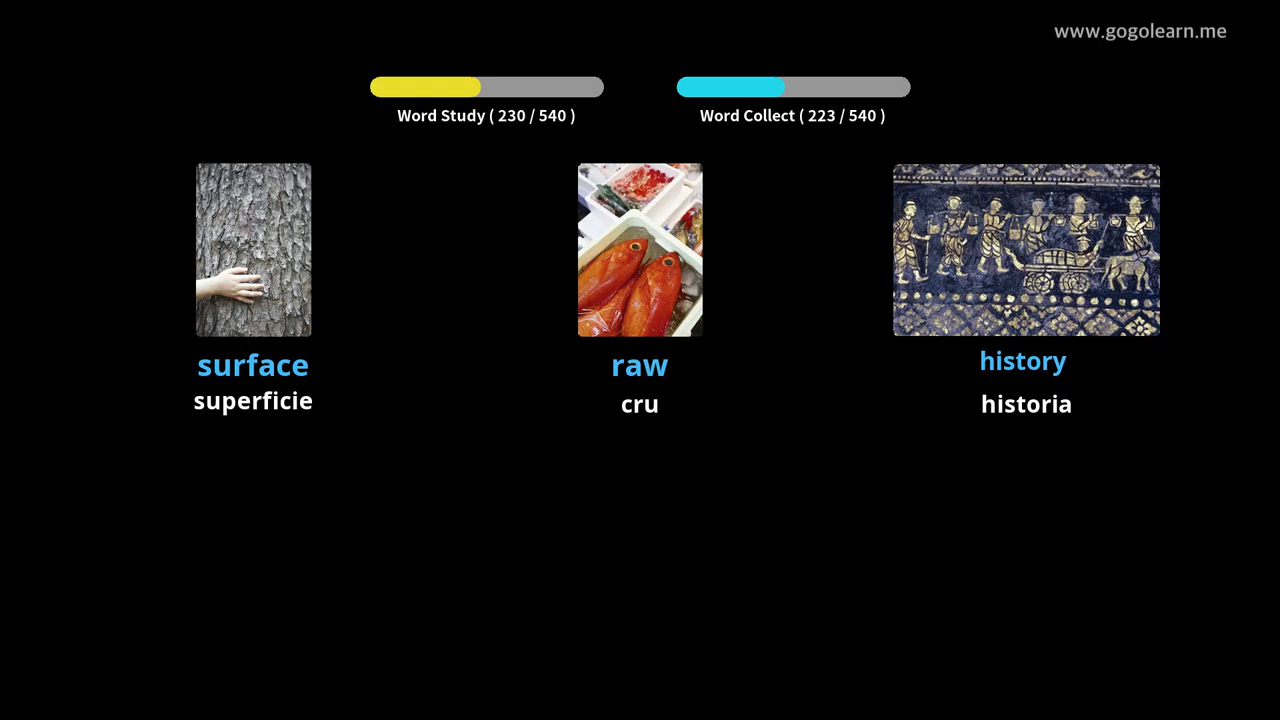 www.gogolearn.me
Word Study ( 230 / 540 )
Word Collect ( 223 / 540 )
surface
superficie
raw
cru
history
historia